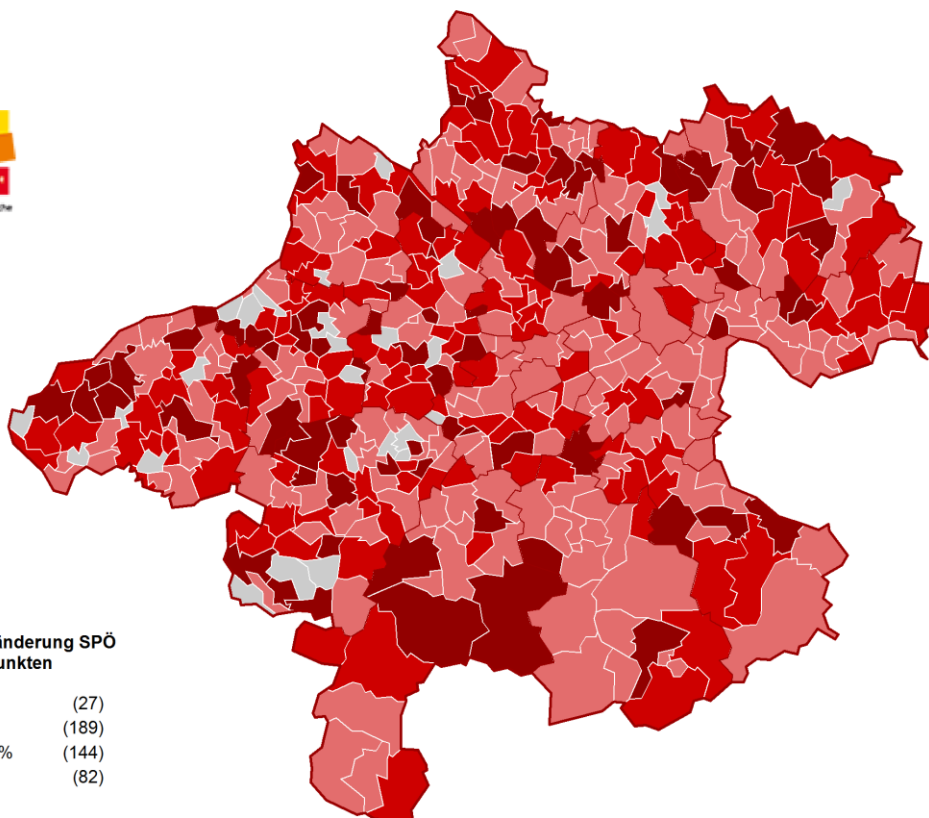 änderung SPÖ
unkten
(27)
(189)
% (144)
(82)